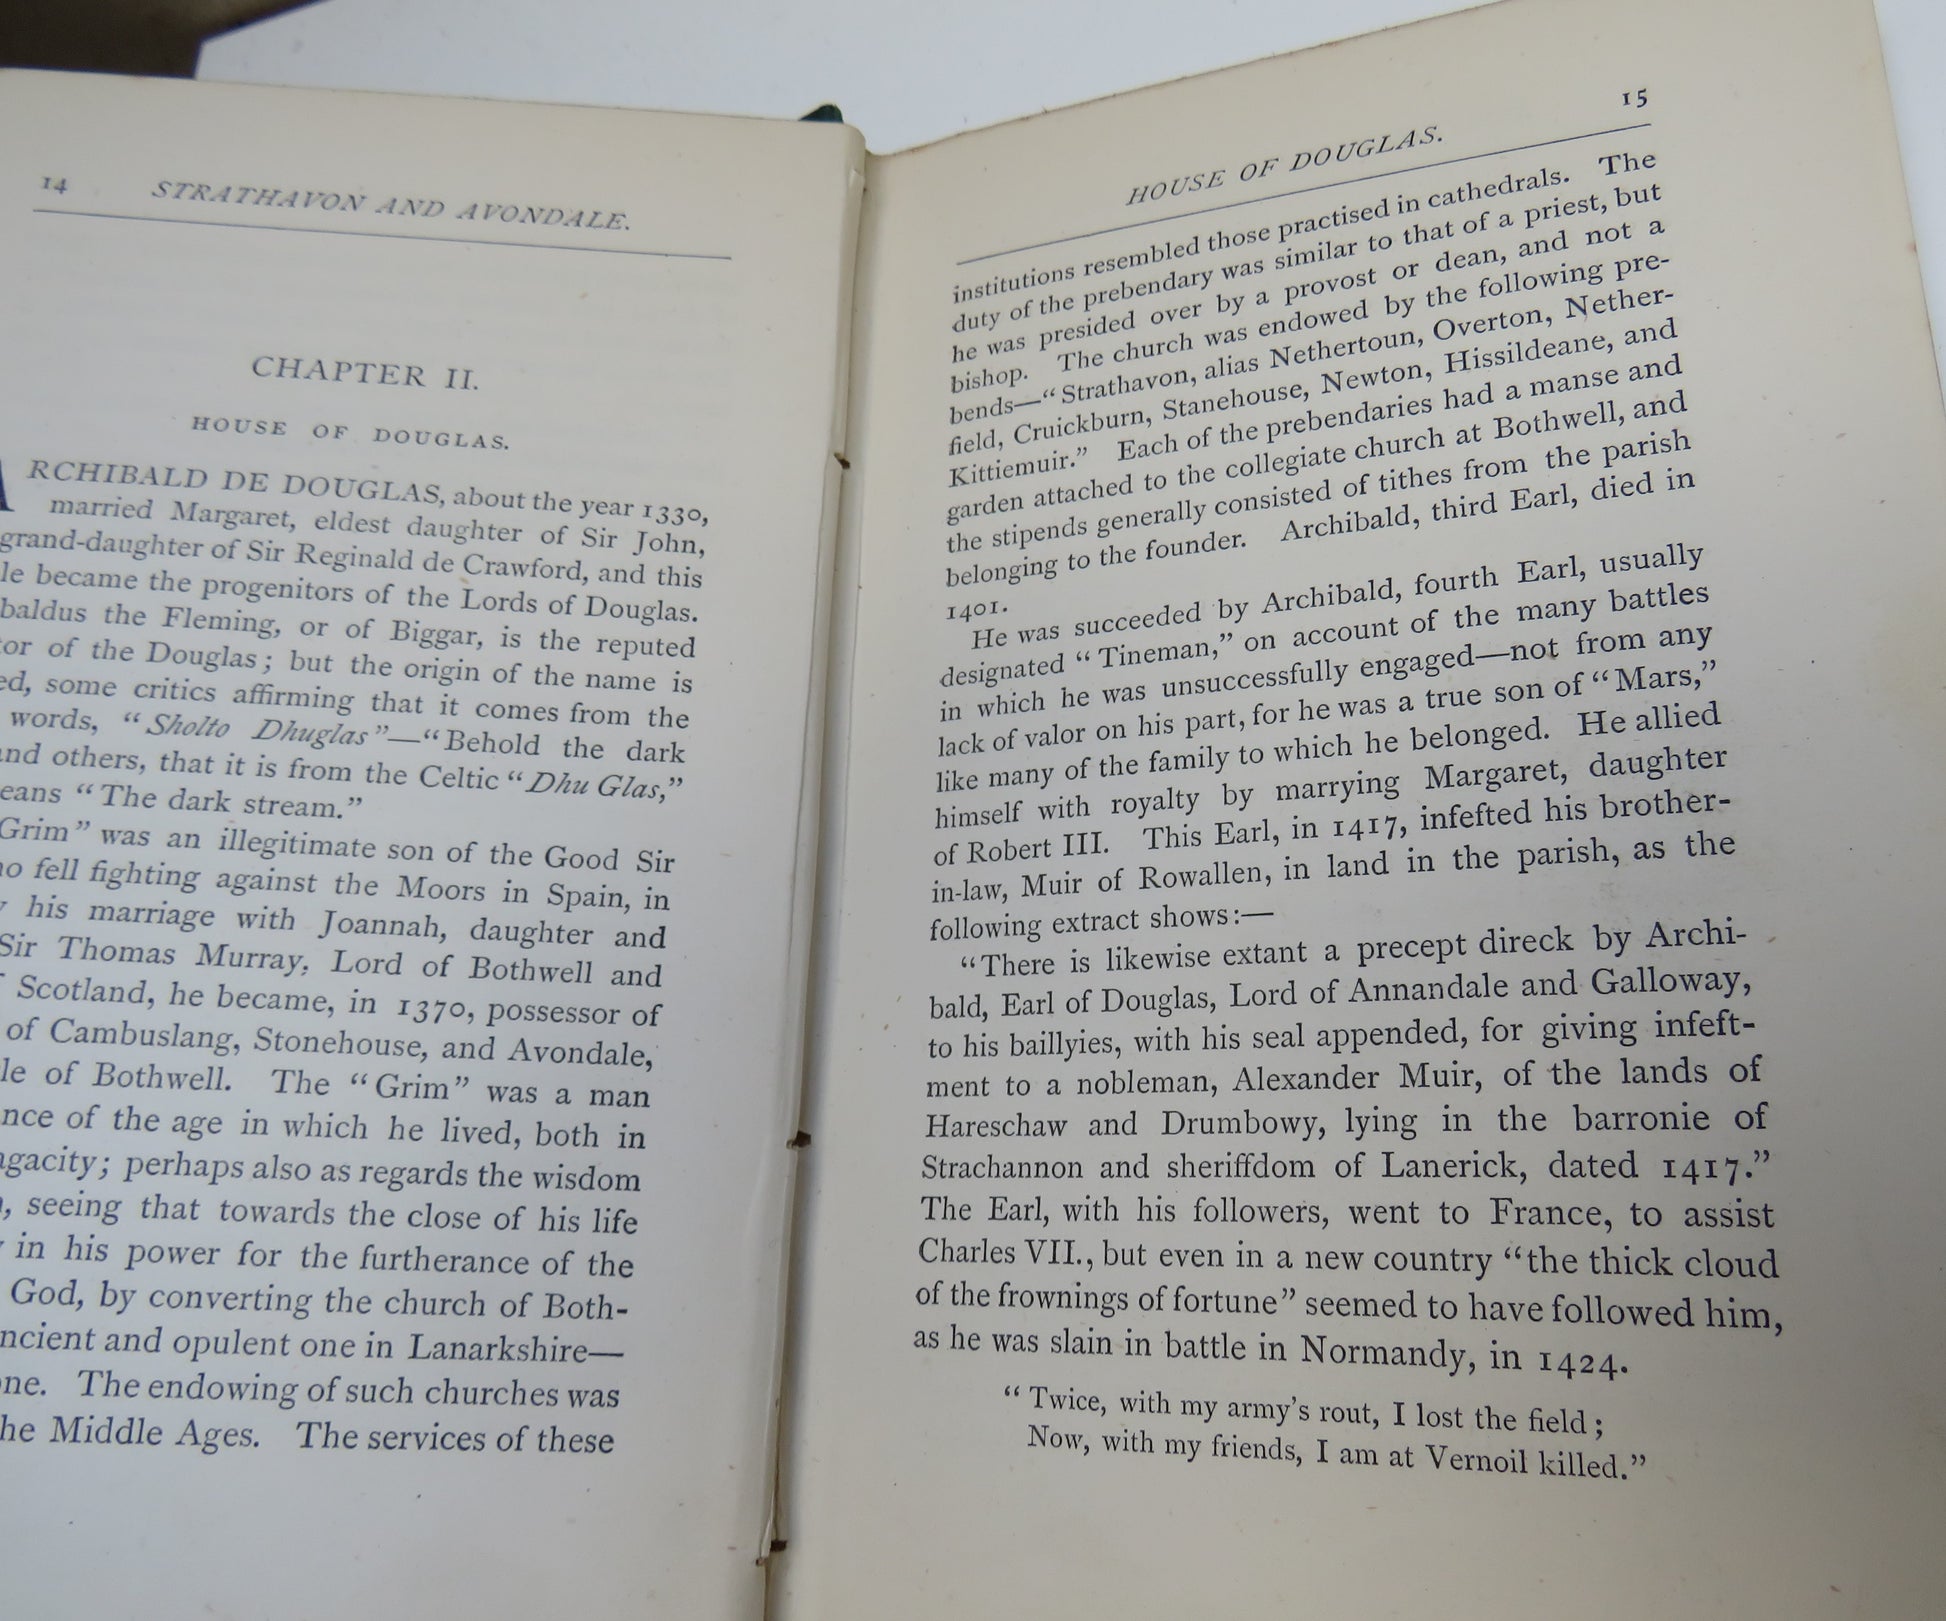 14 STRATHAVON AND AVONDALE.
CHAPTER II.
HOUSE OF DOUGLAS.
ARCHIBALD DE DOUGLAS, about the year 1330,
married Margaret, eldest daughter of Sir John,
grand-daughter of Sir Reginald de Crawford, and this
le became the progenitors of the Lords of Douglas.
baldus the Fleming, or of Biggar, is the reputed
tor of the Douglas; but the origin of the name is
ed, some critics affirming that it comes from the
words, “Sholto Dhuglas”—“Behold the dark
and others, that it is from the Celtic “Dhu Glas,”
eans “The dark stream.”
Grim” was an illegitimate son of the Good Sir
ho fell fighting against the Moors in Spain, in
his marriage with Joannah, daughter and
Sir Thomas Murray, Lord of Bothwell and
Scotland, he became, in 1370, possessor of
of Cambuslang, Stonehouse, and Avondale,
le of Bothwell. The “Grim” was a man
nce of the age in which he lived, both in
agacity; perhaps also as regards the wisdom
, seeing that towards the close of his life
in his power for the furtherance of the
God, by converting the church of Both-
ncient and opulent one in Lanarkshire—
ne. The endowing of such churches was
he Middle Ages. The services of these
HOUSE OF DOUGLAS. 15
institutions resembled those practised in cathedrals. The
duty of the prebendary was similar to that of a priest, but
he was presided over by a provost or dean, and not a
bishop. The church was endowed by the following pre-
bends—“Strathavon, alias Nethertoun, Overton, Nether-
field, Cruickburn, Stanehouse, Newton, Hissildeane, and
Kittiemuir.” Each of the prebendaries had a manse and
garden attached to the collegiate church at Bothwell, and
the stipends generally consisted of tithes from the parish
belonging to the founder. Archibald, third Earl, died in
1401.
He was succeeded by Archibald, fourth Earl, usually
designated “Tineman,” on account of the many battles
in which he was unsuccessfully engaged—not from any
lack of valor on his part, for he was a true son of “Mars,”
like many of the family to which he belonged. He allied
himself with royalty by marrying Margaret, daughter
of Robert III. This Earl, in 1417, infefted his brother-
in-law, Muir of Rowallen, in land in the parish, as the
following extract shows:—
“There is likewise extant a precept direck by Archi-
bald, Earl of Douglas, Lord of Annandale and Galloway,
to his baillyies, with his seal appended, for giving infeft-
ment to a nobleman, Alexander Muir, of the lands of
Hareschaw and Drumbowy, lying in the barronie of
Strachannon and sheriffdom of Lanerick, dated 1417.”
The Earl, with his followers, went to France, to assist
Charles VII., but even in a new country “the thick cloud
of the frownings of fortune” seemed to have followed him,
as he was slain in battle in Normandy, in 1424.
“Twice, with my army’s rout, I lost the field;
Now, with my friends, I am at Vernoil killed.”